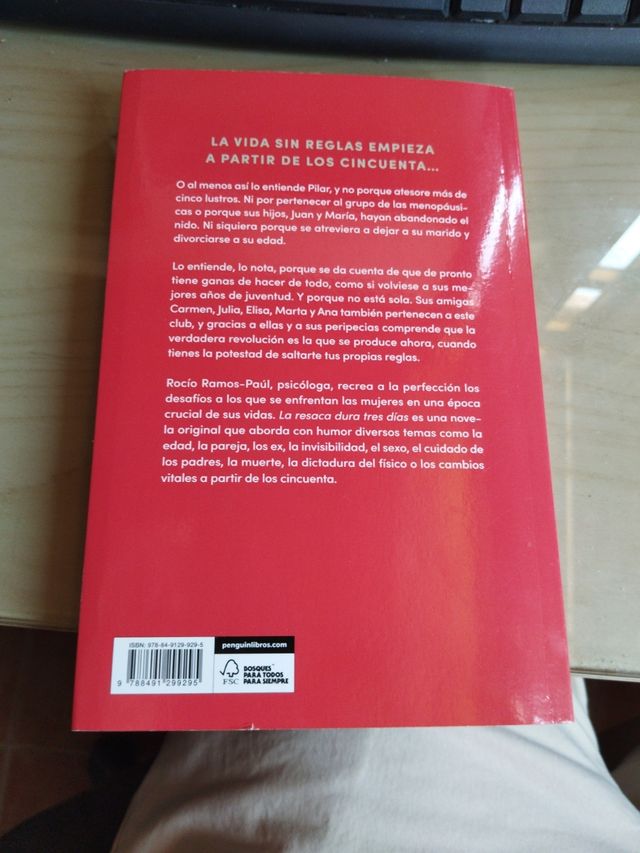 LA VIDA SIN REGLAS EMPIEZA
A PARTIR DE LOS CINCUENTA...
O al menos así lo entiende Pilar, y no porque atesore más de
cinco lustros. Ni por pertenecer al grupo de las menopáusi-
cas o porque sus hijos, Juan y María, hayan abandonado el
nido. Ni siquiera porque se atreviera a dejar a su marido y
divorciarse a su edad.
Lo entiende, lo nota, porque se da cuenta de que de pronto
tiene ganas de hacer de todo, como si volviese a sus me-
jores años de juventud. Y porque no está sola. Sus amigas
Carmen, Julia, Elisa, Marta y Ana también pertenecen a este
club, y gracias a ellas y a sus peripecias comprende que la
verdadera revolución es la que se produce ahora, cuando
tienes la potestad de saltarte tus propias reglas.
Rocío Ramos-Paúl, psicóloga, recrea a la perfección los
desafíos a los que se enfrentan las mujeres en una época
crucial de sus vidas. La resaca dura tres días es una nove-
la original que aborda con humor diversos temas como la
edad, la pareja, los ex, la invisibilidad, el sexo, el cuidado de
los padres, la muerte, la dictadura del físico o los cambios
vitales a partir de los cincuenta.
ISBN: 978-84-9129-929-5
9 788491 299295
penguinlibros.com
FSC
BOSQUES
PARA TODOS
PARA SIEMPRE